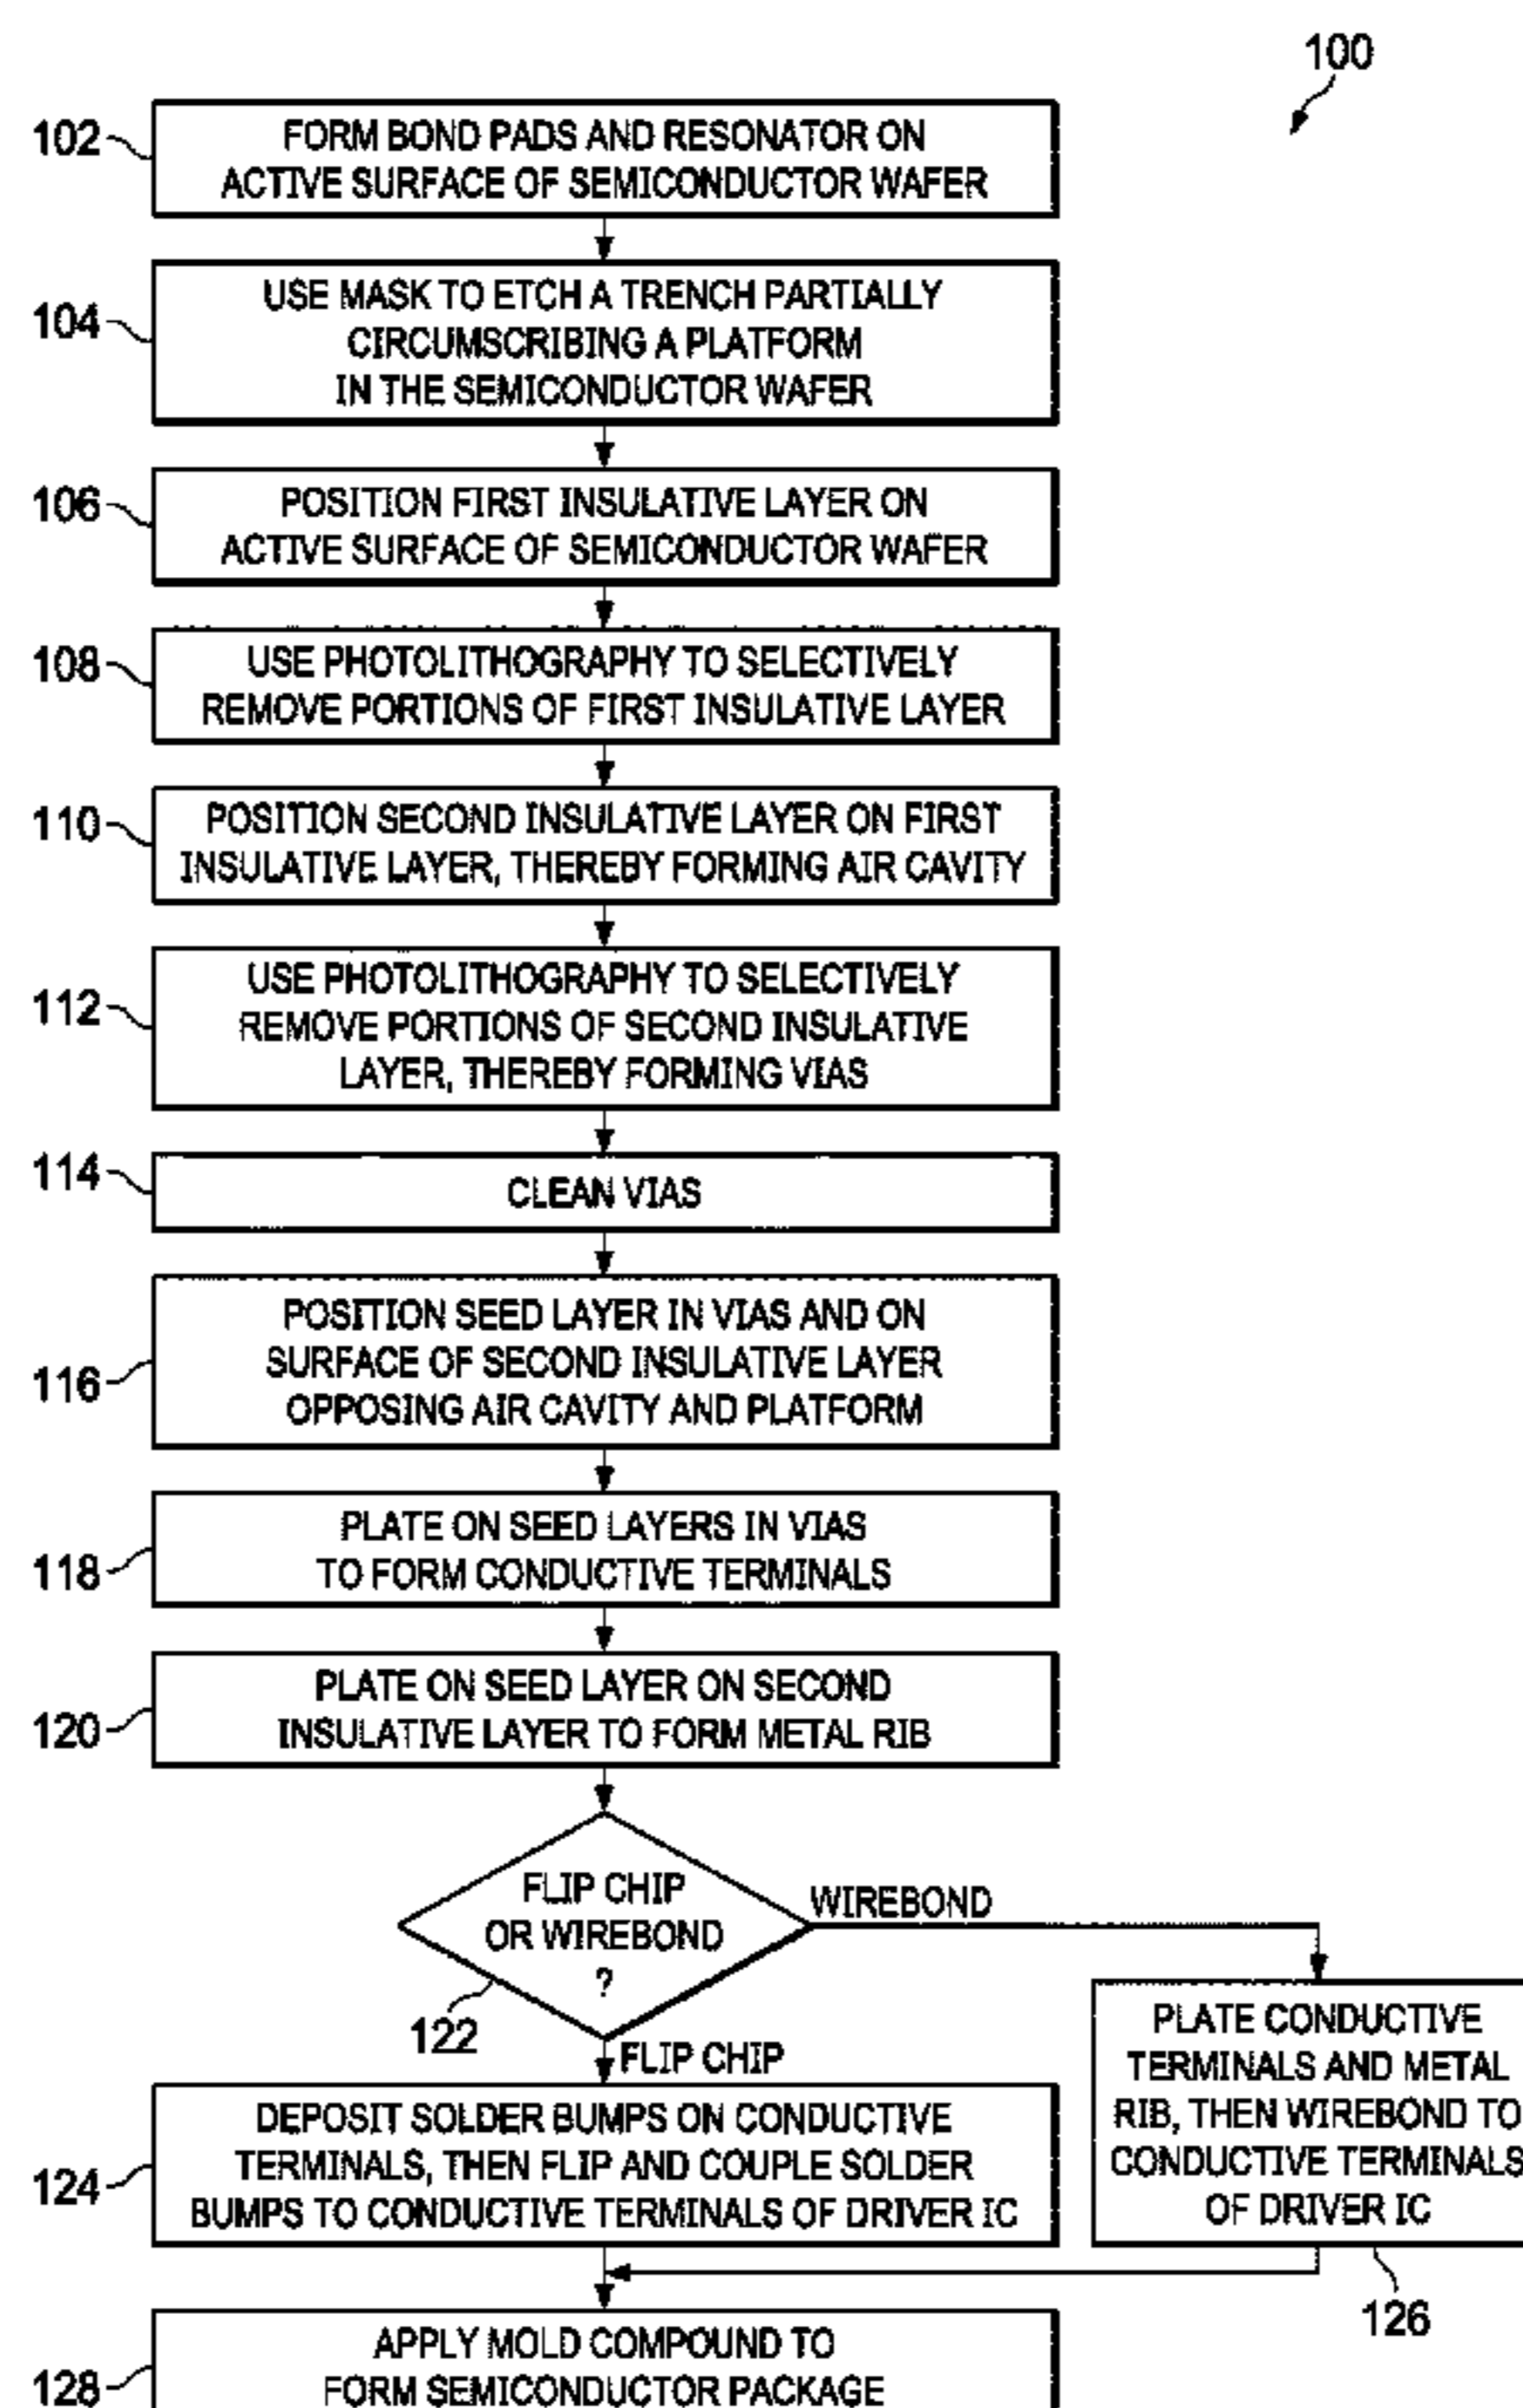 100
102
FORM BOND PADS AND RESONATOR ON
ACTIVE SURFACE OF SEMICONDUCTOR WAFER
104
USE MASK TO ETCH A TRENCH PARTIALLY
CIRCUMSCRIBING A PLATFORM
IN THE SEMICONDUCTOR WAFER
106
POSITION FIRST INSULATIVE LAYER ON
ACTIVE SURFACE OF SEMICONDUCTOR WAFER
108
USE PHOTOLITHOGRAPHY TO SELECTIVELY
REMOVE PORTIONS OF FIRST INSULATIVE LAYER
110
POSITION SECOND INSULATIVE LAYER ON FIRST
INSULATIVE LAYER, THEREBY FORMING AIR CAVITY
112
USE PHOTOLITHOGRAPHY TO SELECTIVELY
REMOVE PORTIONS OF SECOND INSULATIVE
LAYER, THEREBY FORMING VIAS
114
CLEAN VIAS
116
POSITION SEED LAYER IN VIAS AND ON
SURFACE OF SECOND INSULATIVE LAYER
OPPOSING AIR CAVITY AND PLATFORM
118
PLATE ON SEED LAYERS IN VIAS
TO FORM CONDUCTIVE TERMINALS
120
PLATE ON SEED LAYER ON SECOND
INSULATIVE LAYER TO FORM METAL RIB
FLIP CHIP
OR WIREBOND
?
122
WIREBOND
FLIP CHIP
124
DEPOSIT SOLDER BUMPS ON CONDUCTIVE
TERMINALS, THEN FLIP AND COUPLE SOLDER
BUMPS TO CONDUCTIVE TERMINALS OF DRIVER IC
PLATE CONDUCTIVE
TERMINALS AND METAL
RIB, THEN WIREBOND TO
CONDUCTIVE TERMINALS
OF DRIVER IC
126
128
APPLY MOLD COMPOUND TO
FORM SEMICONDUCTOR PACKAGE